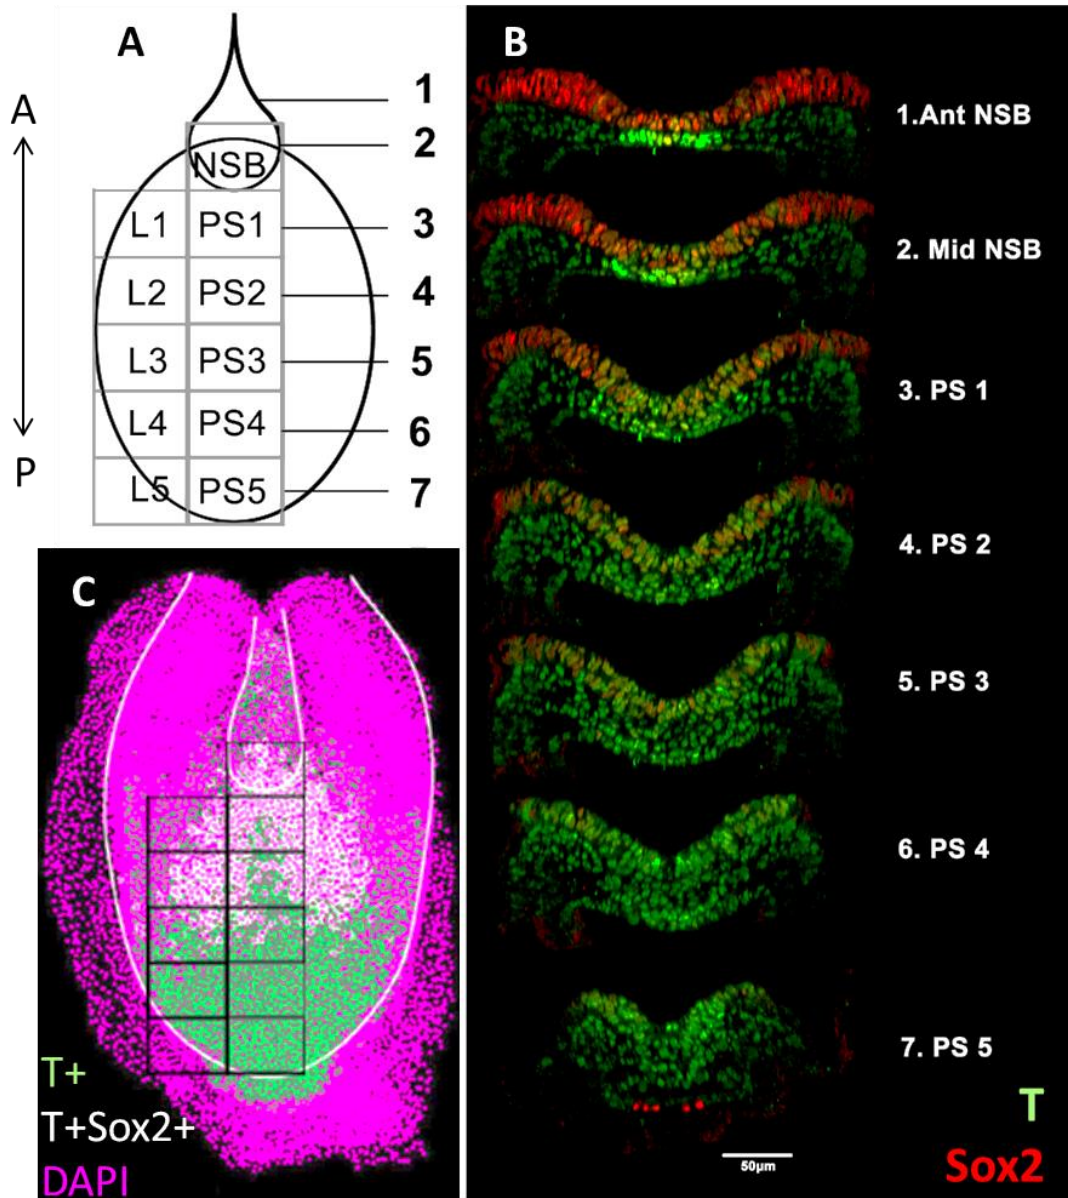 A
A
P
1
2
3
4
5
6
7
NSB
L1 PS1
L2 PS2
L3 PS3
L4 PS4
L5 PS5
B
1.Ant NSB
2. Mid NSB
3. PS 1
4. PS 2
5. PS 3
6. PS 4
7. PS 5
T
Sox2
50µm
C
T+
T+Sox2+
DAPI